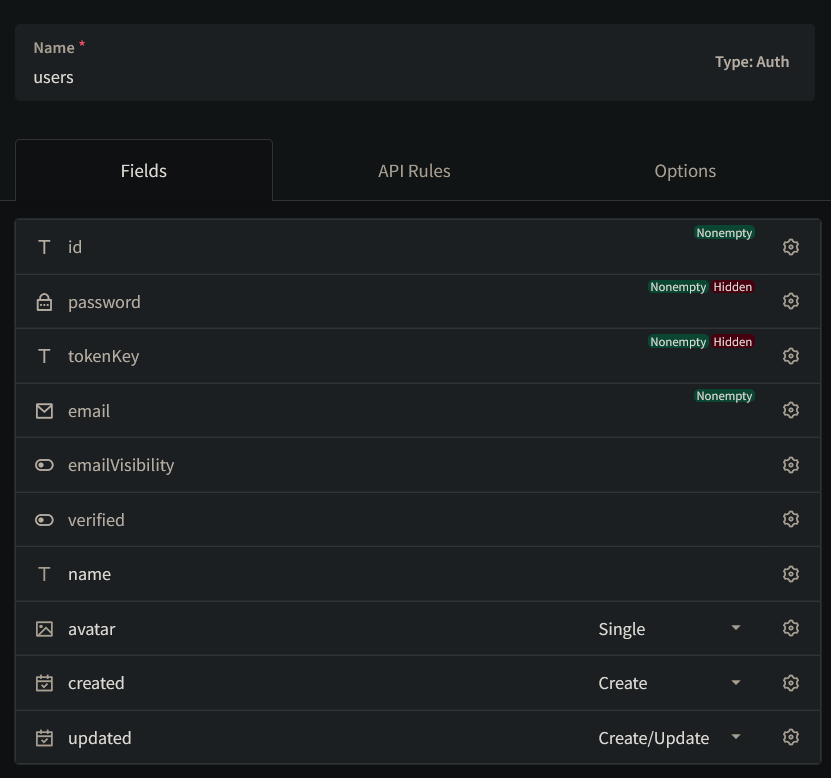 Name *
users
Type: Auth
Fields
API Rules
Options
id
Nonempty
password
Nonempty Hidden
tokenKey
Nonempty Hidden
email
Nonempty
emailVisibility
verified
name
avatar
Single
created
Create
updated
Create/Update